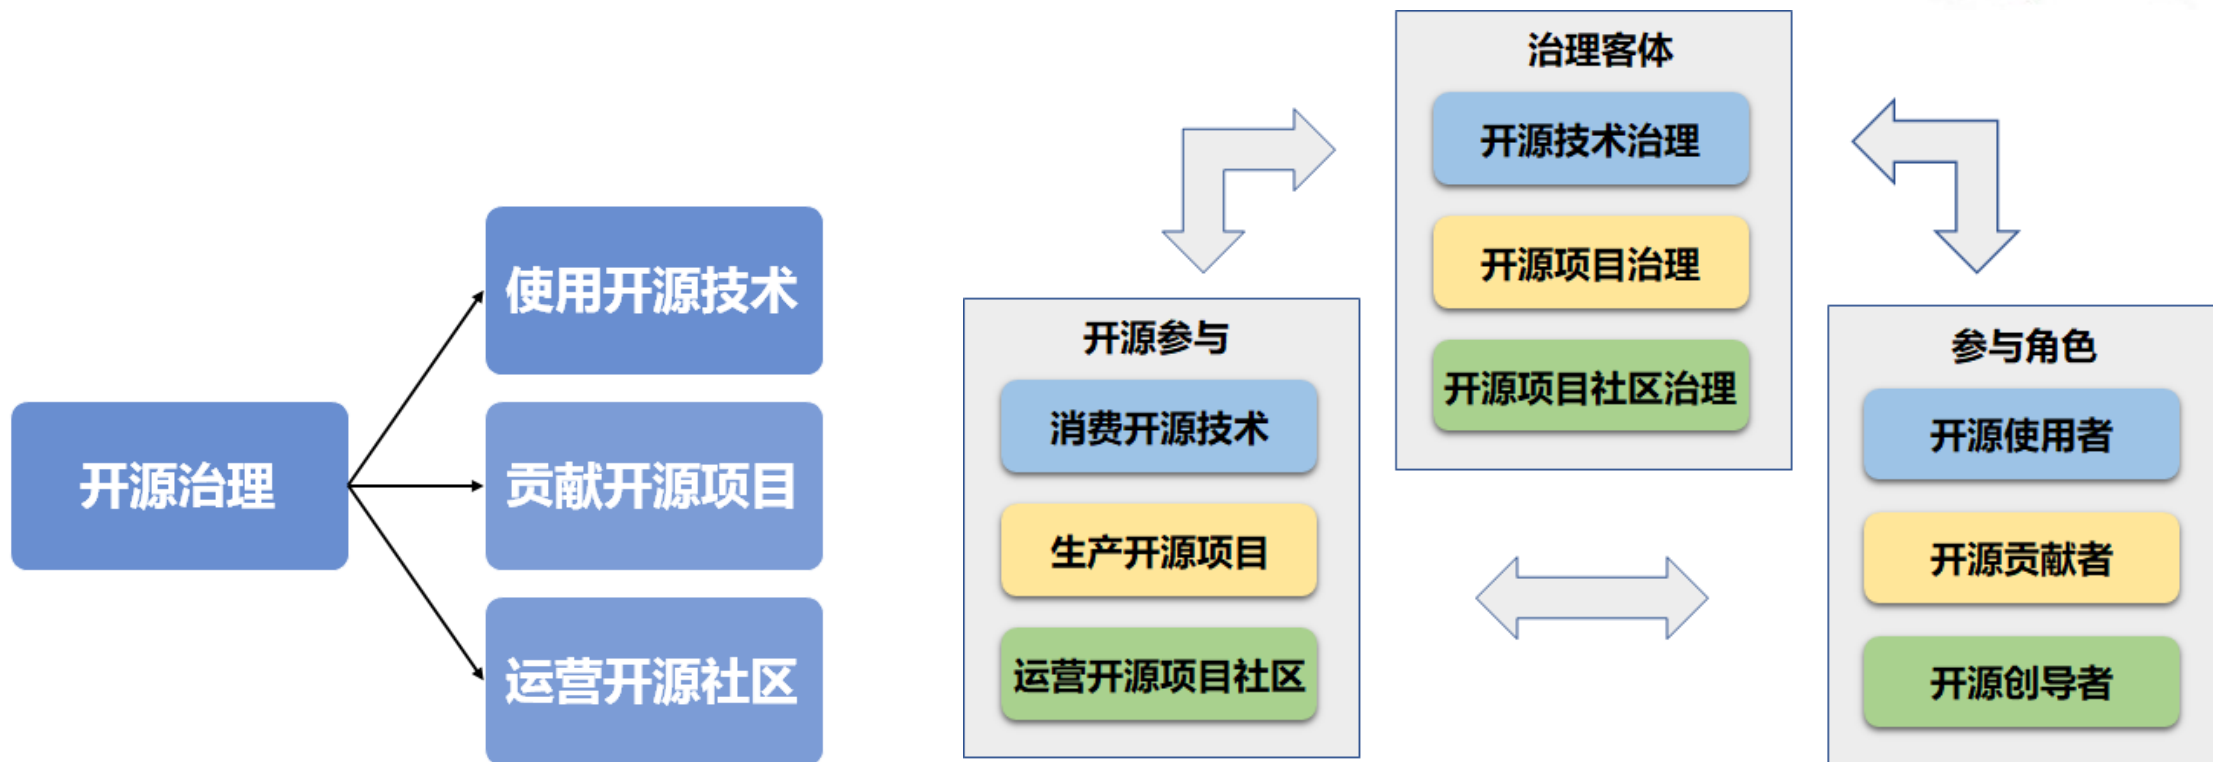 开源治理
使用开源技术
贡献开源项目
运营开源社区
开源参与
消费开源技术
生产开源项目
运营开源项目社区
治理客体
开源技术治理
开源项目治理
开源项目社区治理
参与角色
开源使用者
开源贡献者
开源创导者